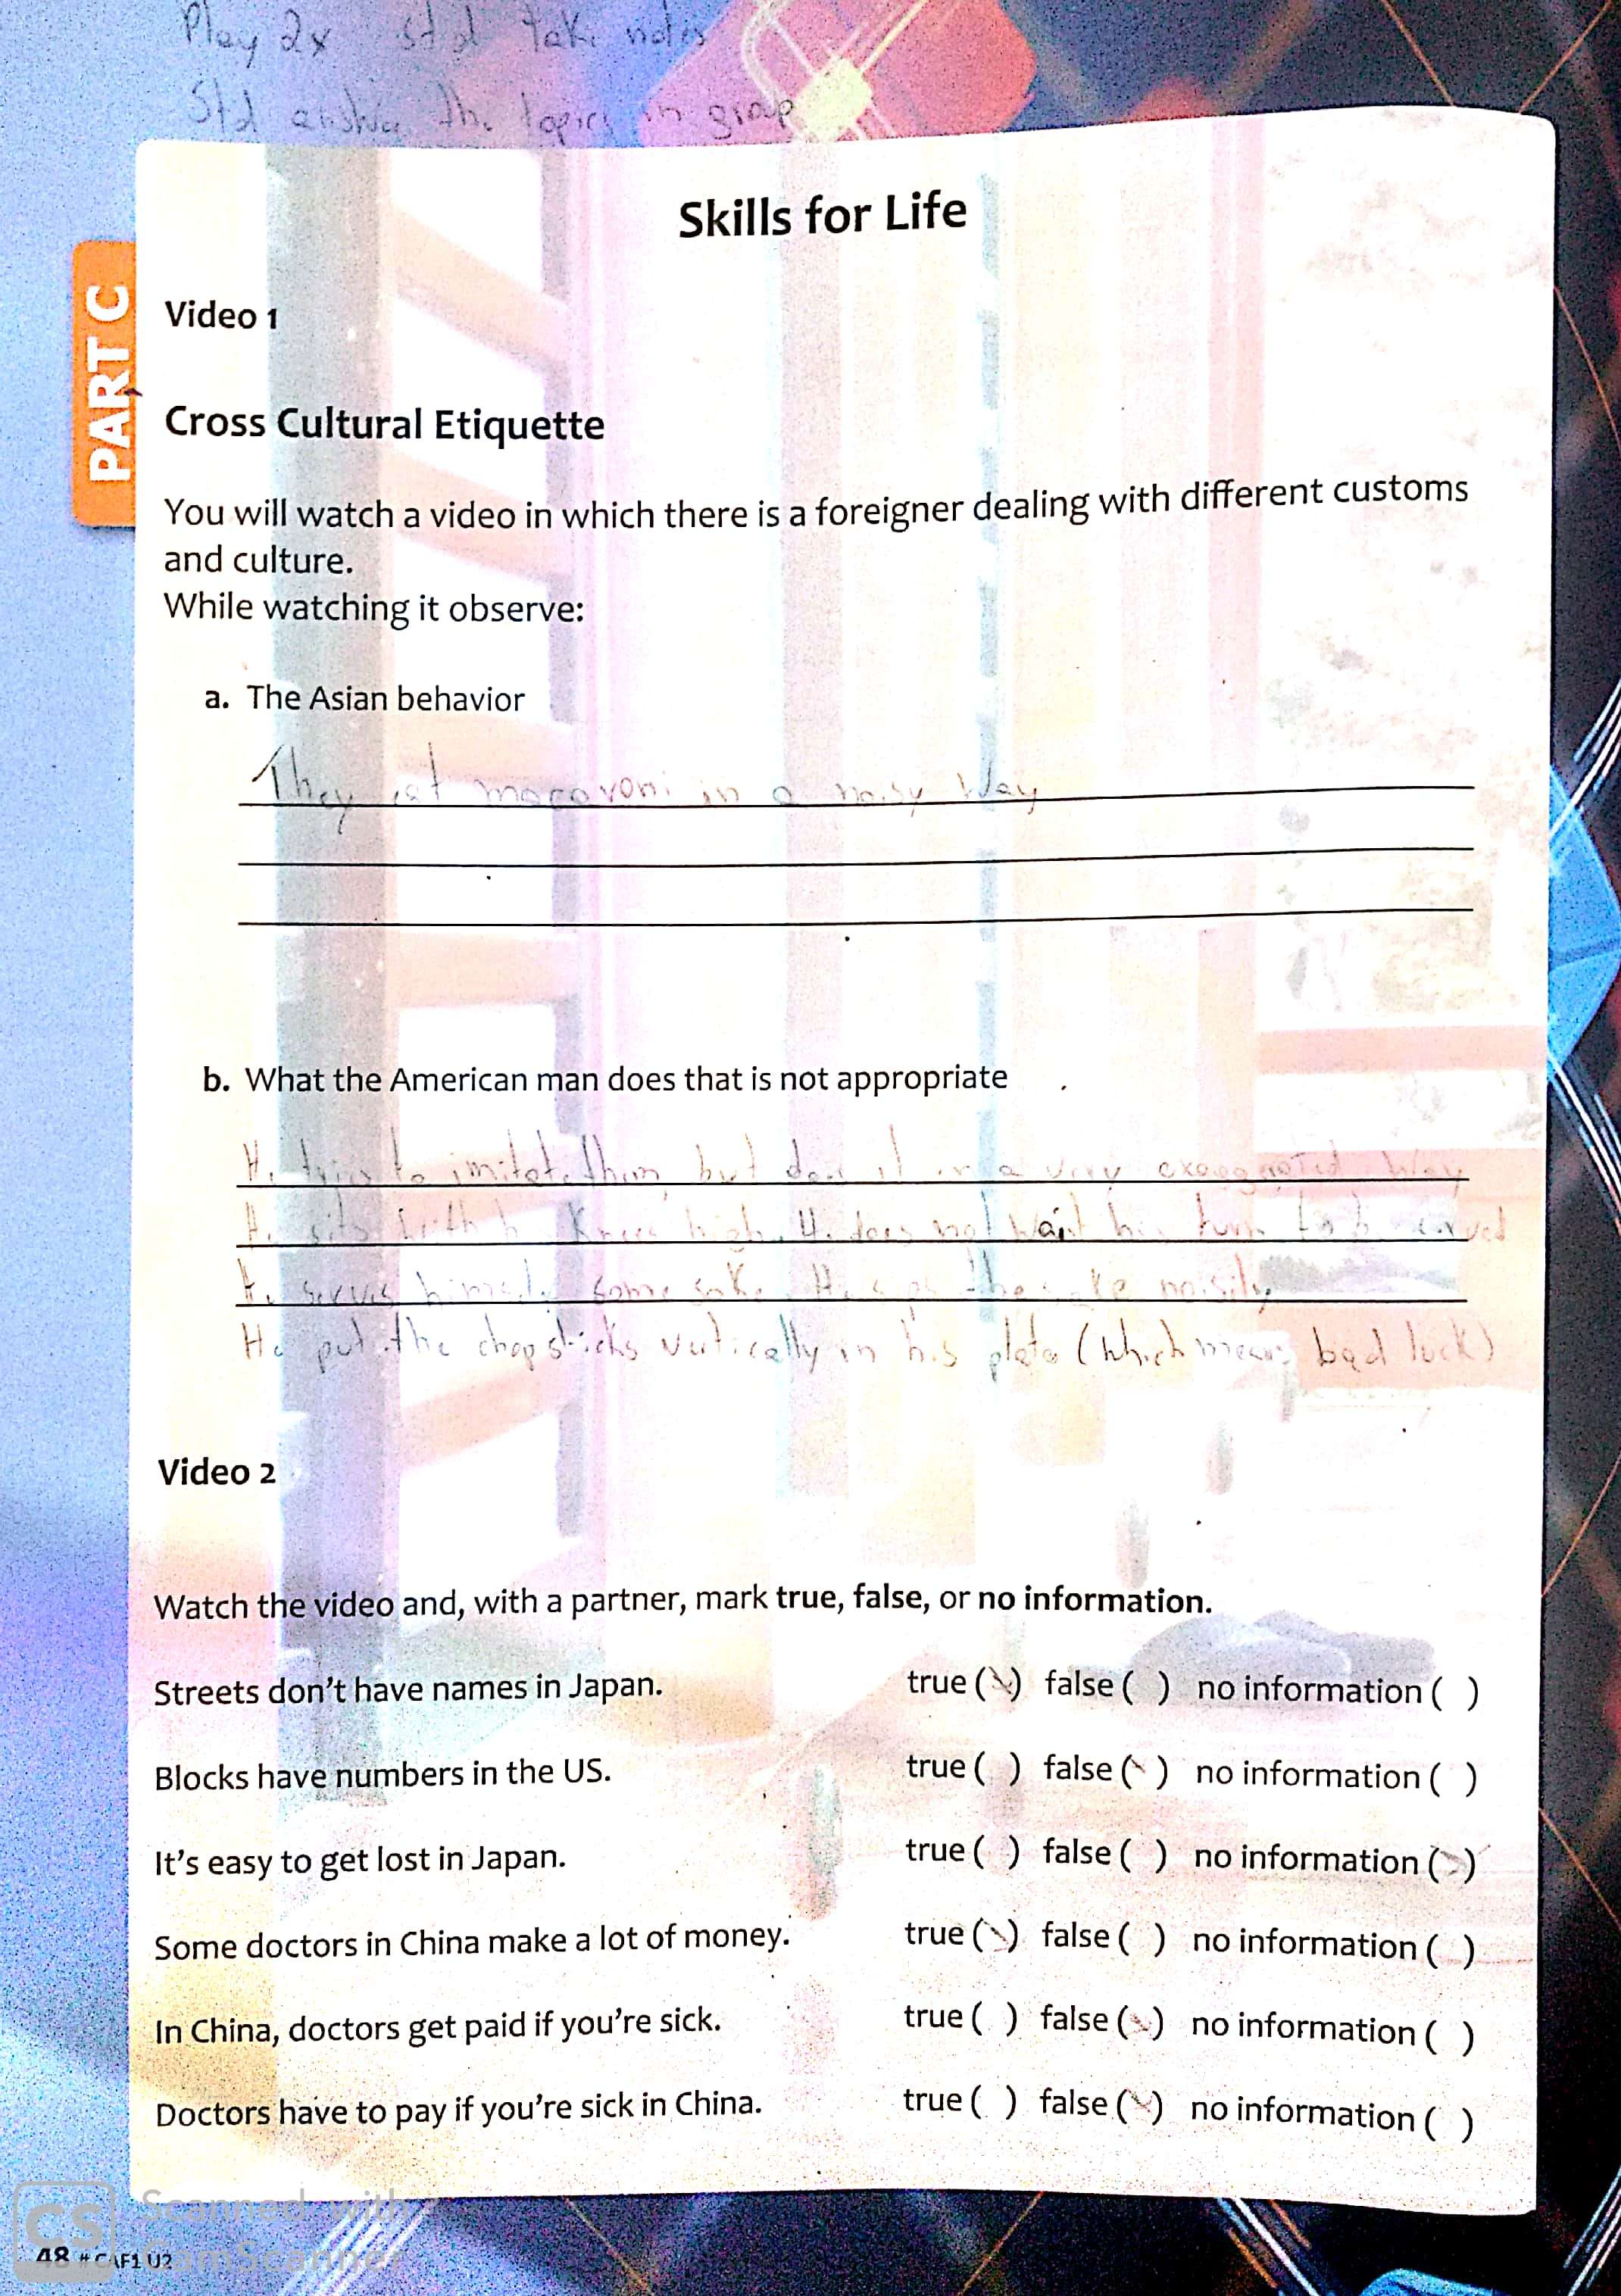 Play 2x std take notes
Std answer the topics in group
Skills for Life
PART C
Video 1
Cross Cultural Etiquette
You will watch a video in which there is a foreigner dealing with different customs
and culture.
While watching it observe:
a. The Asian behavior
They eat macaroni in a noisy way
b. What the American man does that is not appropriate
He tries to imitate them, but does it in a very exaggerated way
He sits with his knees high. He does not wait his turn to be served
He serves himself some sake. He sips the sake noisily
He put the chopsticks vertically in his plate (which means bad luck)
Video 2
Watch the video and, with a partner, mark true, false, or no information.
Streets don't have names in Japan. true ( ) false ( ) no information ( )
Blocks have numbers in the US. true ( ) false ( ) no information ( )
It's easy to get lost in Japan. true ( ) false ( ) no information ( )
Some doctors in China make a lot of money. true ( ) false ( ) no information ( )
In China, doctors get paid if you're sick. true ( ) false ( ) no information ( )
Doctors have to pay if you're sick in China. true ( ) false ( ) no information ( )
CS Scanned with
CamScanner
48 # CAF1 U2